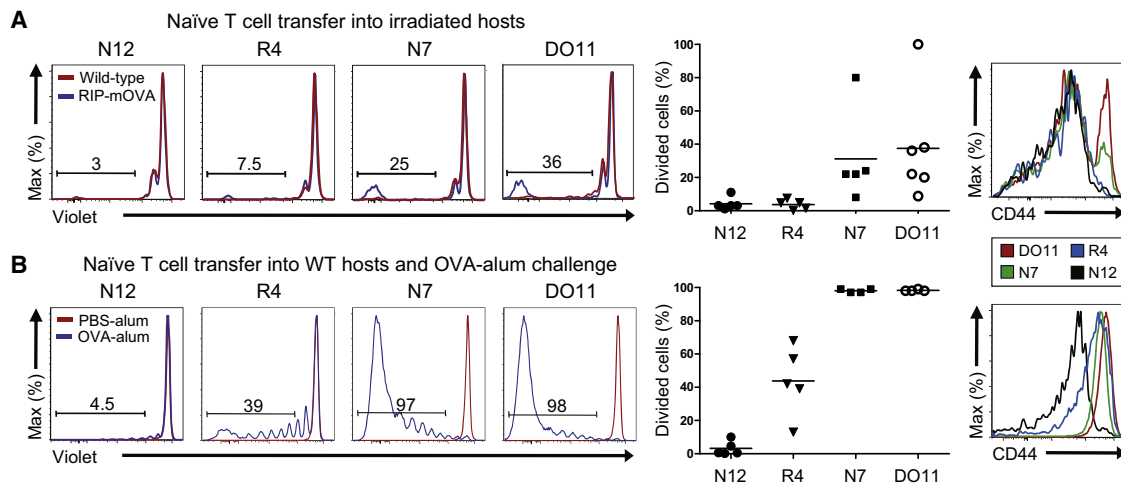 A
Naïve T cell transfer into irradiated hosts
N12 R4 N7 DO11
Max (%)
Wild-type
RIP-mOVA
3
7.5
25
36
Violet
Divided cells (%)
100
80
60
40
20
0
N12 R4 N7 DO11
Max (%)
CD44
DO11 R4
N7 N12
B
Naïve T cell transfer into WT hosts and OVA-alum challenge
N12 R4 N7 DO11
Max (%)
PBS-alum
OVA-alum
4.5
39
97
98
Violet
Divided cells (%)
100
80
60
40
20
0
N12 R4 N7 DO11
Max (%)
CD44